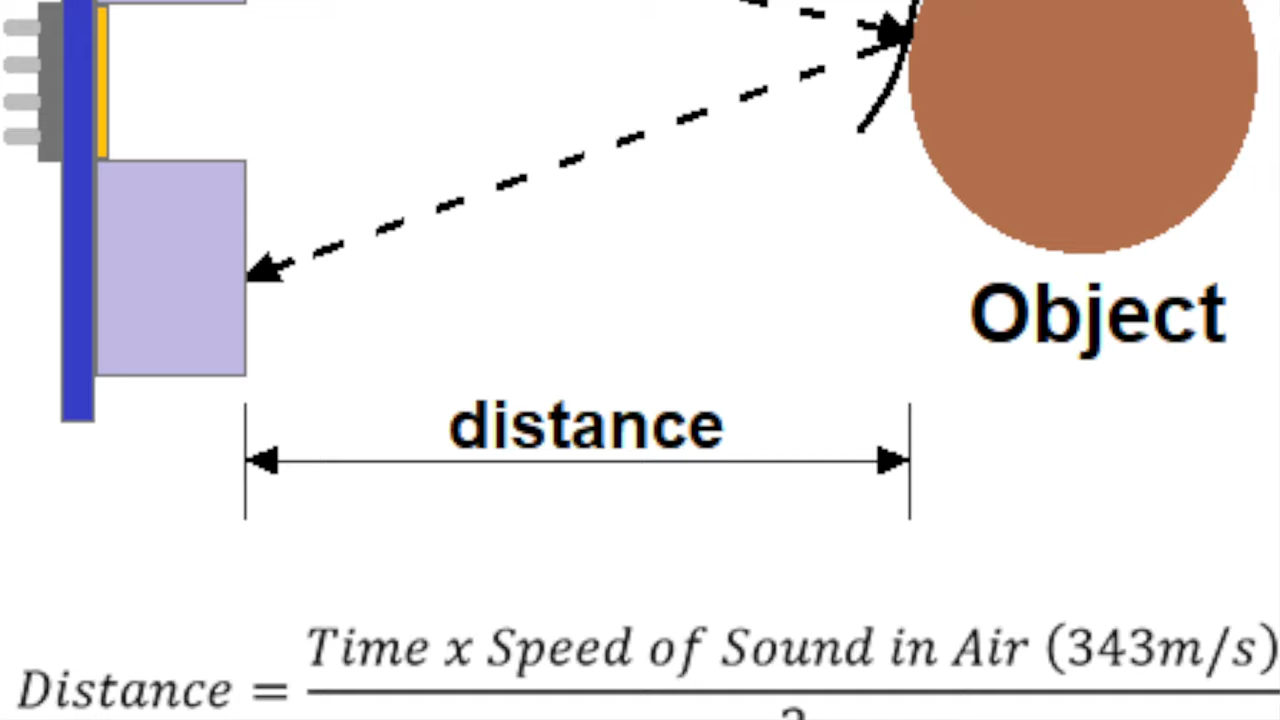 Object
distance
Distance = Time x Speed of Sound in Air (343m/s)